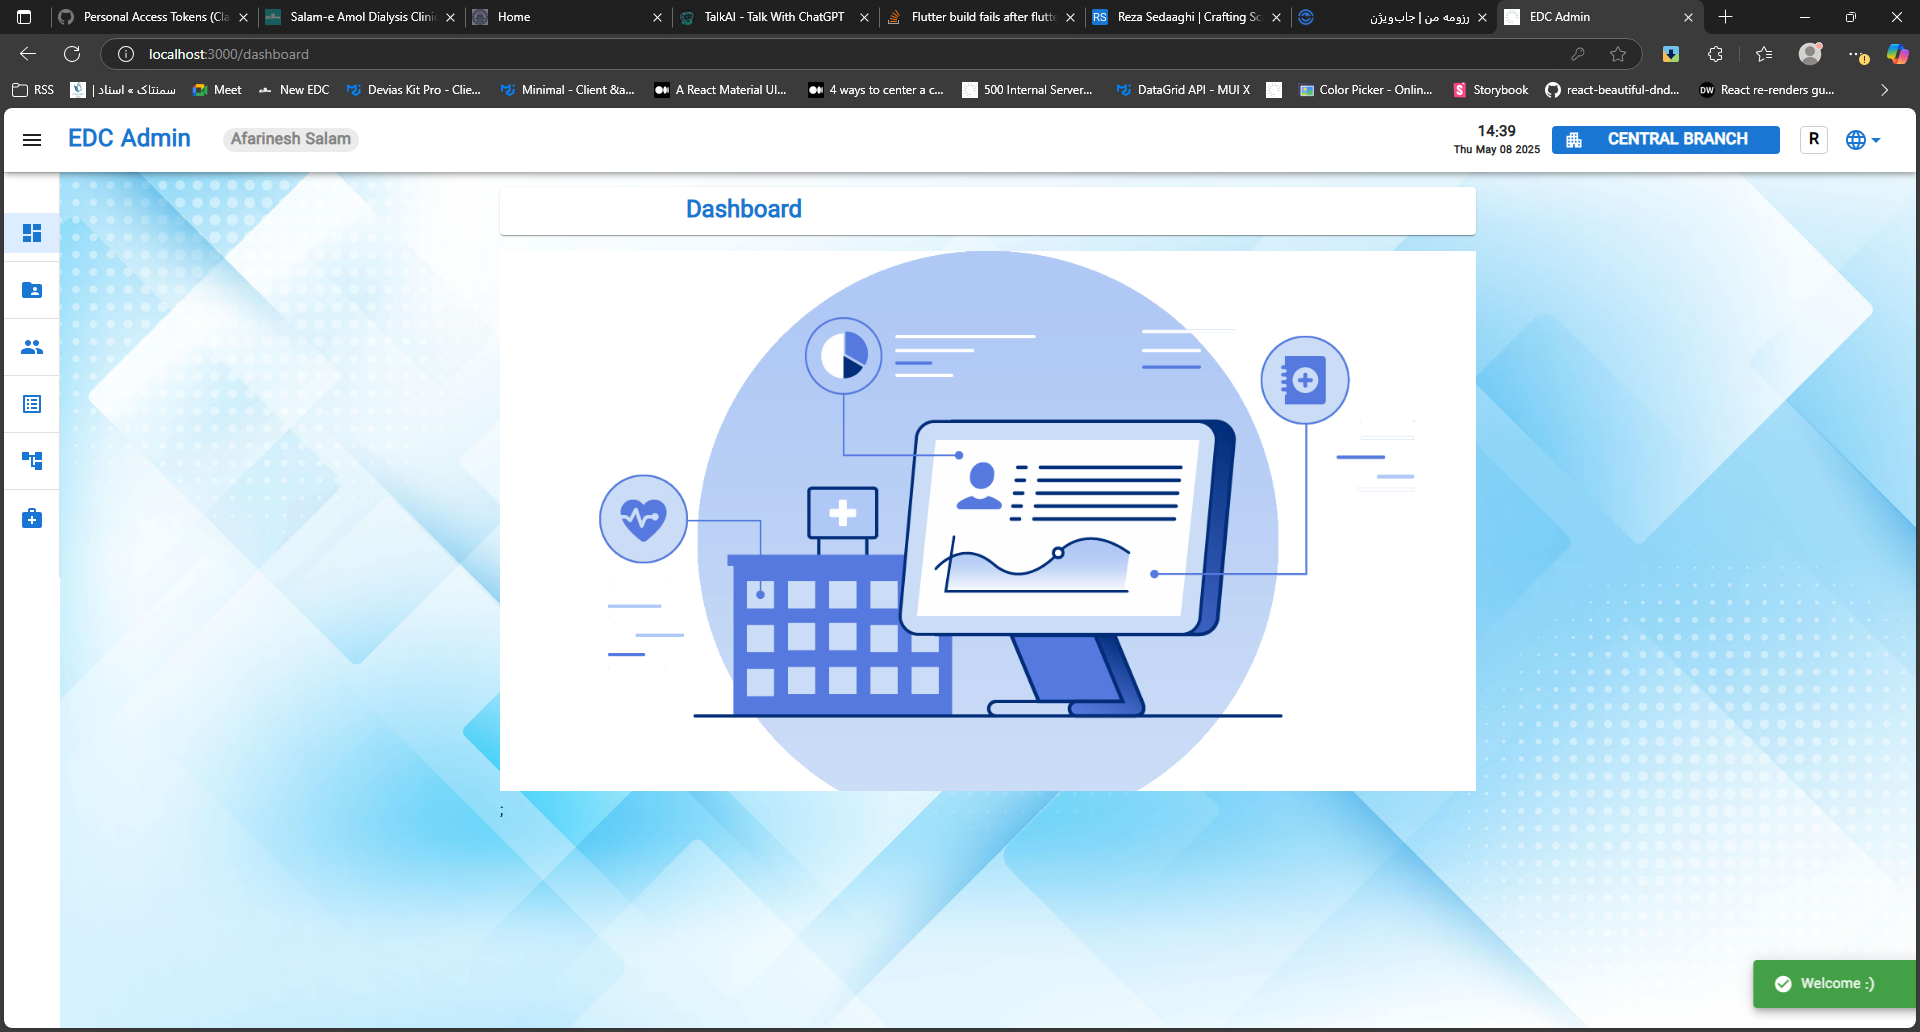 Personal Access Tokens (Cla
Salam-e Amol Dialysis Clinic
Home
TalkAI - Talk With ChatGPT
Flutter build fails after flutte
RS Reza Sedaaghi | Crafting Sc
رزومه من | جاب‌ویژن
EDC Admin
localhost:3000/dashboard
RSS
سمنتاک » اسناد |
Meet
New EDC
Devias Kit Pro - Clie...
Minimal - Client &a...
A React Material UI...
4 ways to center a c...
500 Internal Server...
DataGrid API - MUI X
Color Picker - Onlin...
Storybook
react-beautiful-dnd...
DW React re-renders gu...
EDC Admin
Afarinesh Salam
14:39
Thu May 08 2025
CENTRAL BRANCH
R
Dashboard
;
Welcome :)